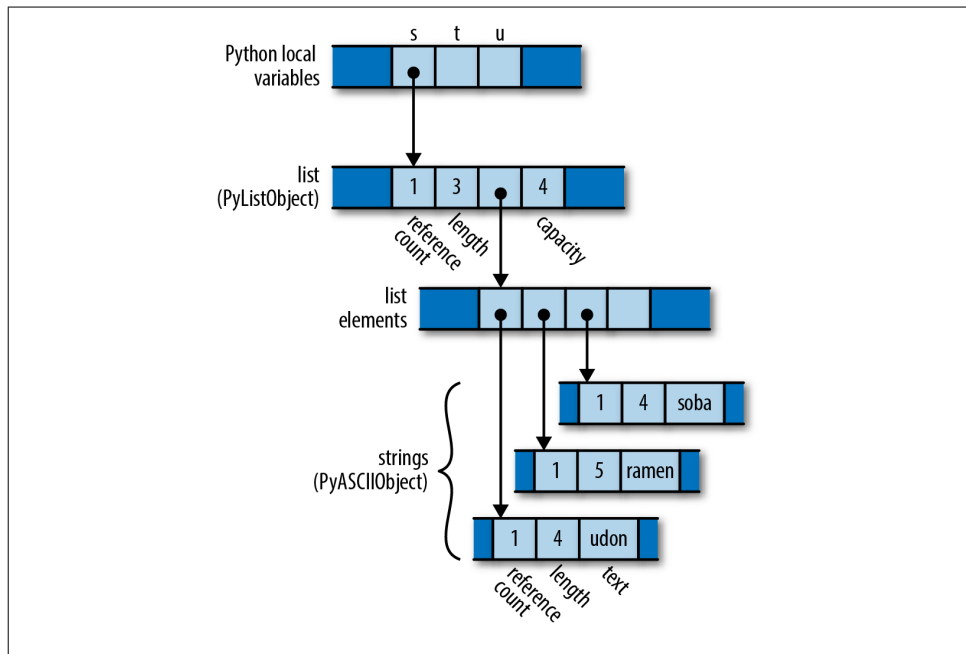 s t u
Python local
variables
list
(PyListObject)
1 3 4
reference
count
length
capacity
list
elements
strings
(PyASCIIObject)
1 4 soba
1 5 ramen
1 4 udon
reference
count
length
text